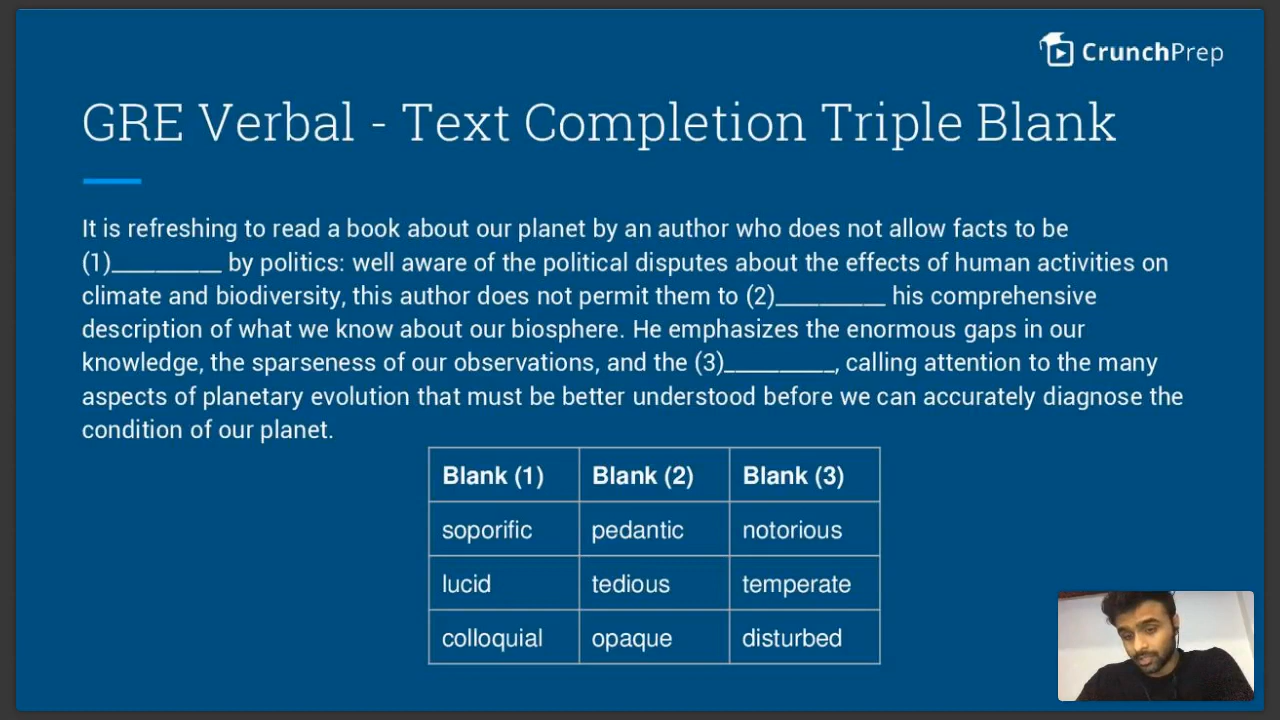 CrunchPrep
GRE Verbal - Text Completion Triple Blank
It is refreshing to read a book about our planet by an author who does not allow facts to be
(1)__________ by politics: well aware of the political disputes about the effects of human activities on
climate and biodiversity, this author does not permit them to (2)__________ his comprehensive
description of what we know about our biosphere. He emphasizes the enormous gaps in our
knowledge, the sparseness of our observations, and the (3)__________, calling attention to the many
aspects of planetary evolution that must be better understood before we can accurately diagnose the
condition of our planet.
Blank (1) Blank (2) Blank (3)
soporific pedantic notorious
lucid tedious temperate
colloquial opaque disturbed